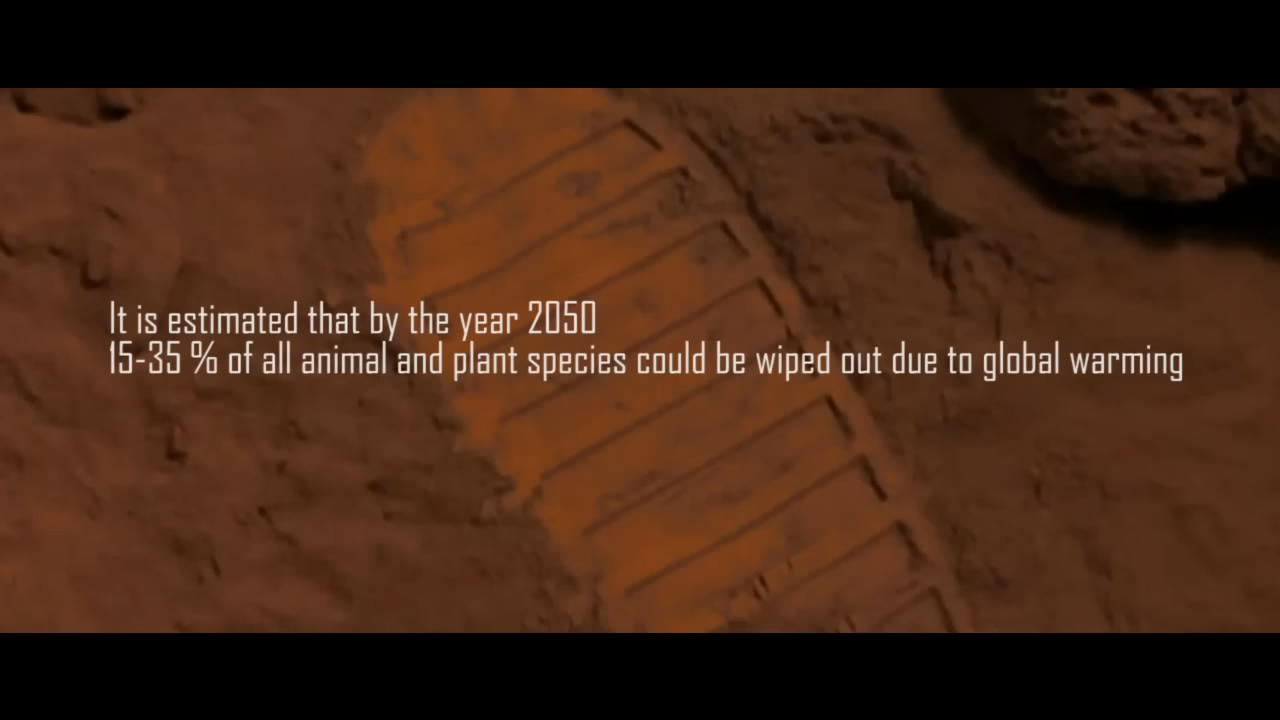 It is estimated that by the year 2050
15-35 % of all animal and plant species could be wiped out due to global warming